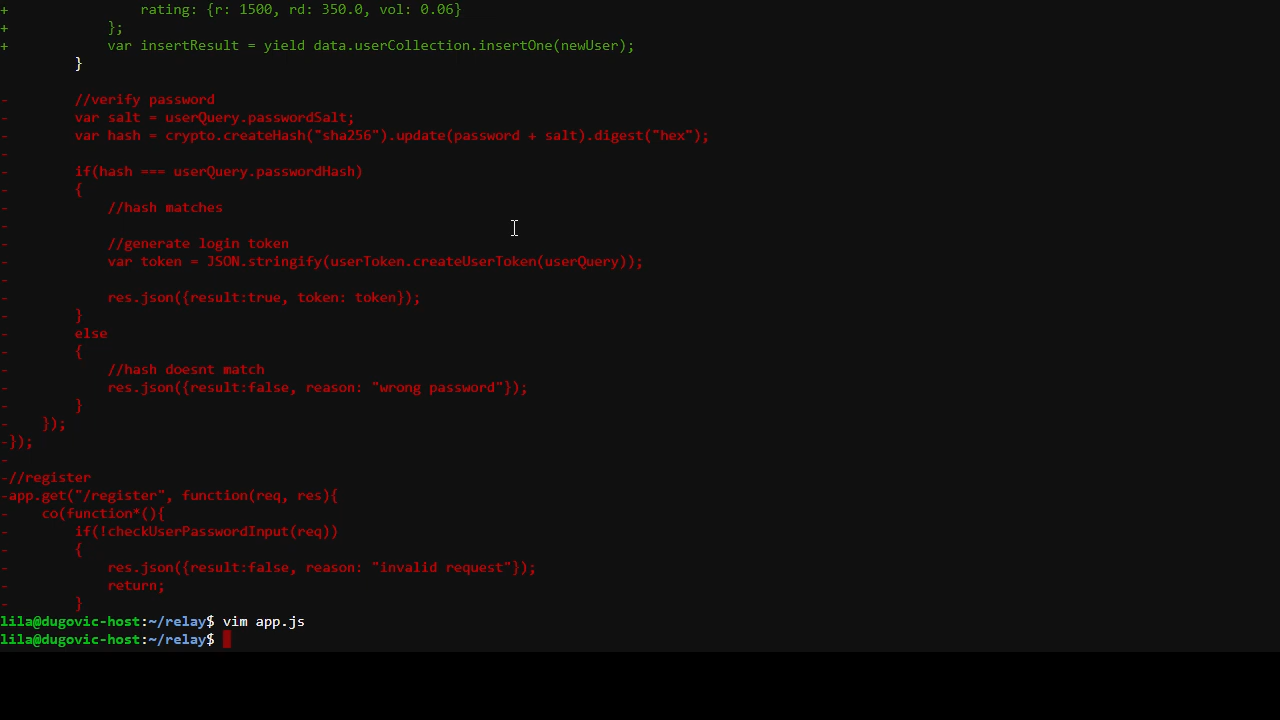 +                rating: {r: 1500, rd: 350.0, vol: 0.06}
+            };
+            var insertResult = yield data.userCollection.insertOne(newUser);
         }

-        //verify password
-        var salt = userQuery.passwordSalt;
-        var hash = crypto.createHash("sha256").update(password + salt).digest("hex");
-
-        if(hash === userQuery.passwordHash)
-        {
-            //hash matches
-
-            //generate login token
-            var token = JSON.stringify(userToken.createUserToken(userQuery));
-
-            res.json({result:true, token: token});
-        }
-        else
-        {
-            //hash doesnt match
-            res.json({result:false, reason: "wrong password"});
-        }
-    });
-});
-
-//register
-app.get("/register", function(req, res){
-    co(function*(){
-        if(!checkUserPasswordInput(req))
-        {
-            res.json({result:false, reason: "invalid request"});
-            return;
-        }
lila@dugovic-host:~/relay$ vim app.js
lila@dugovic-host:~/relay$